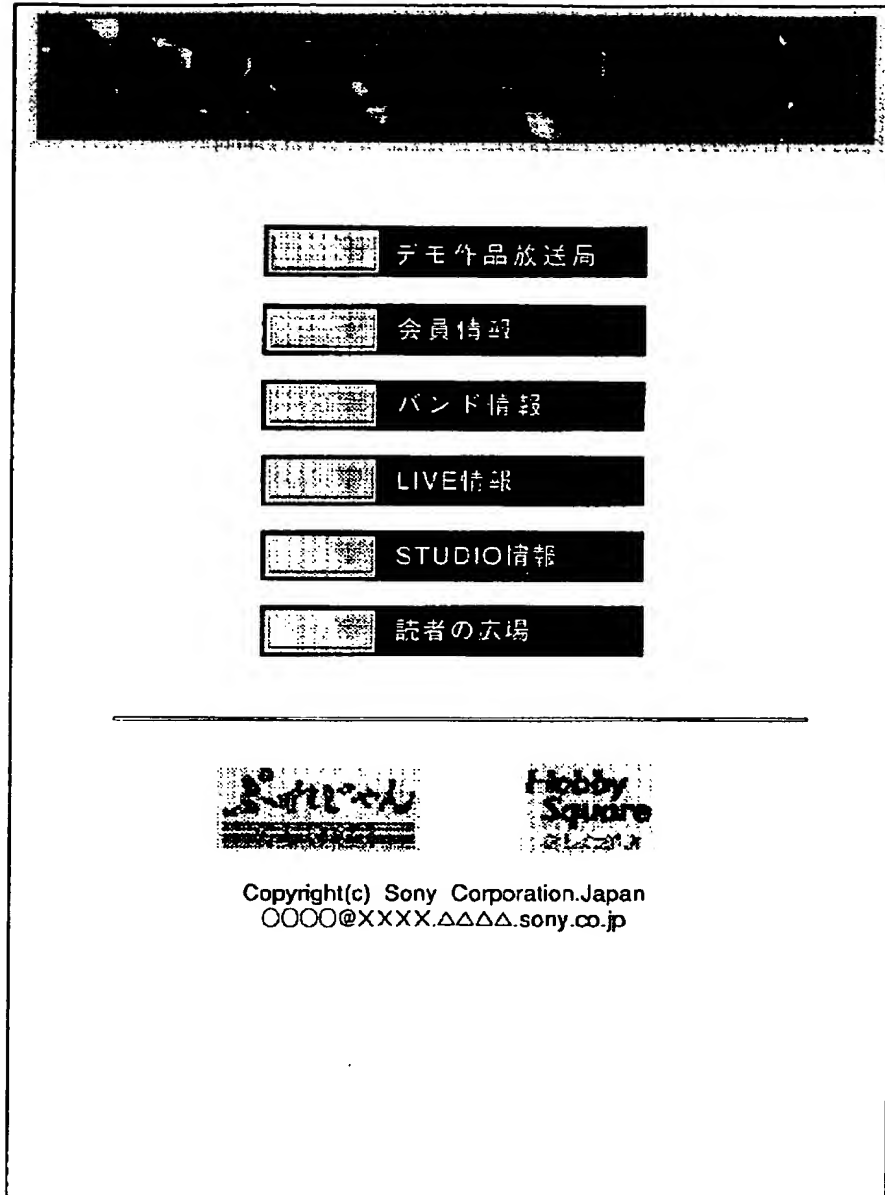 デモ作品放送局
会員情報
バンド情報
LIVE情報
STUDIO情報
読者の広場
Hobby
Square
Copyright(c) Sony Corporation.Japan
○○○○@XXXX.△△△△.sony.co.jp